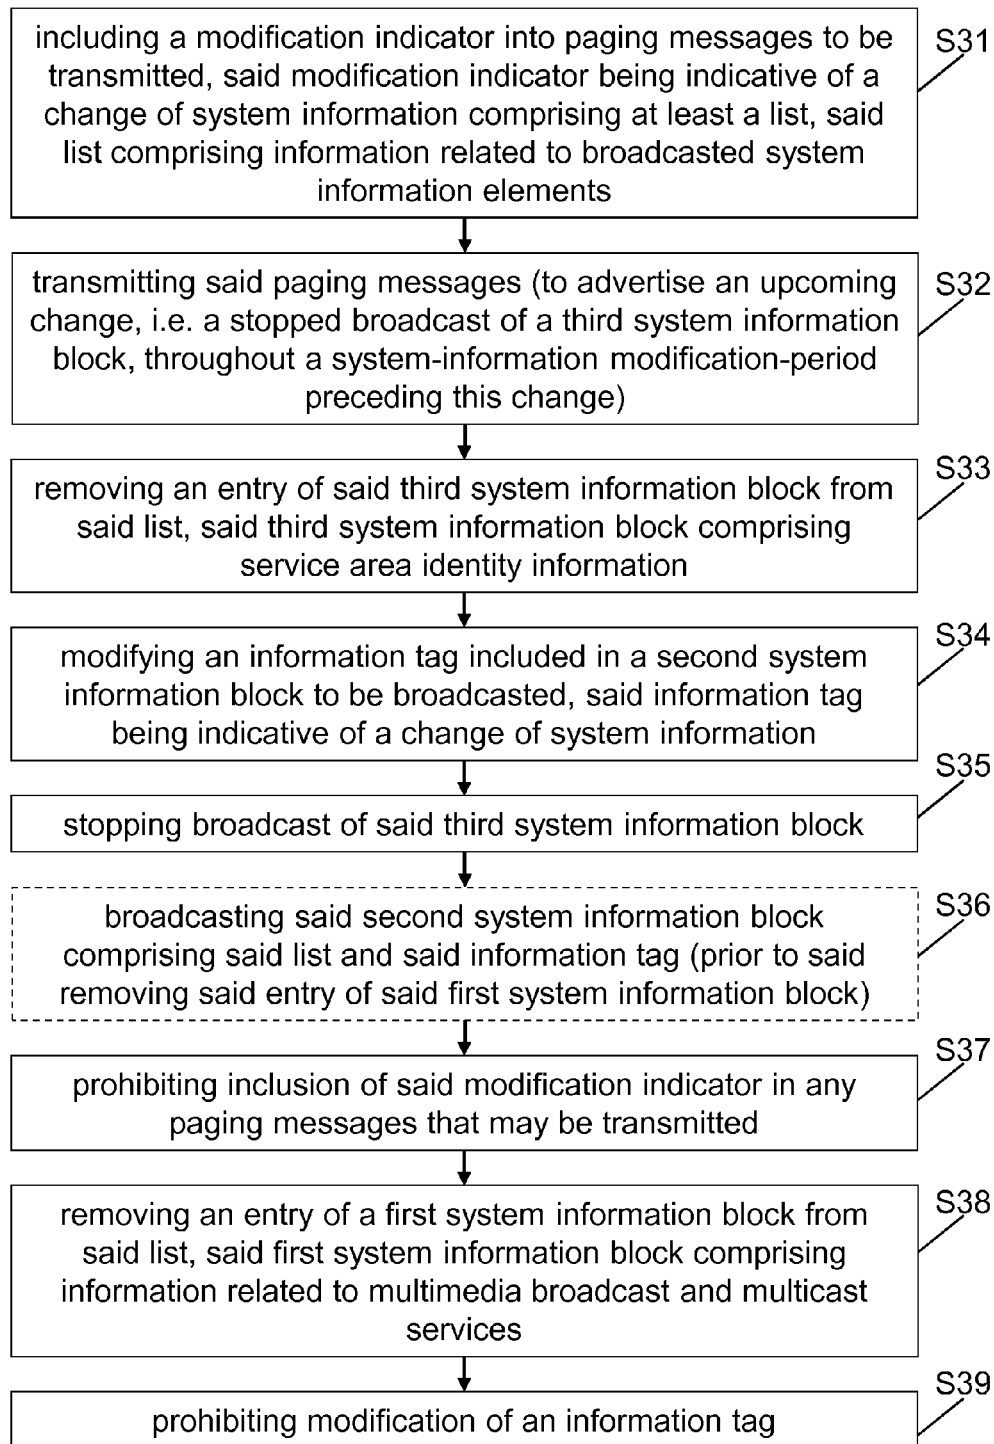 including a modification indicator into paging messages to be
transmitted, said modification indicator being indicative of a
change of system information comprising at least a list, said
list comprising information related to broadcasted system
information elements
S31
transmitting said paging messages (to advertise an upcoming
change, i.e. a stopped broadcast of a third system information
block, throughout a system-information modification-period
preceding this change)
S32
removing an entry of said third system information block from
said list, said third system information block comprising
service area identity information
S33
modifying an information tag included in a second system
information block to be broadcasted, said information tag
being indicative of a change of system information
S34
stopping broadcast of said third system information block
S35
broadcasting said second system information block
comprising said list and said information tag (prior to said
removing said entry of said first system information block)
S36
prohibiting inclusion of said modification indicator in any
paging messages that may be transmitted
S37
removing an entry of a first system information block from
said list, said first system information block comprising
information related to multimedia broadcast and multicast
services
S38
prohibiting modification of an information tag
S39